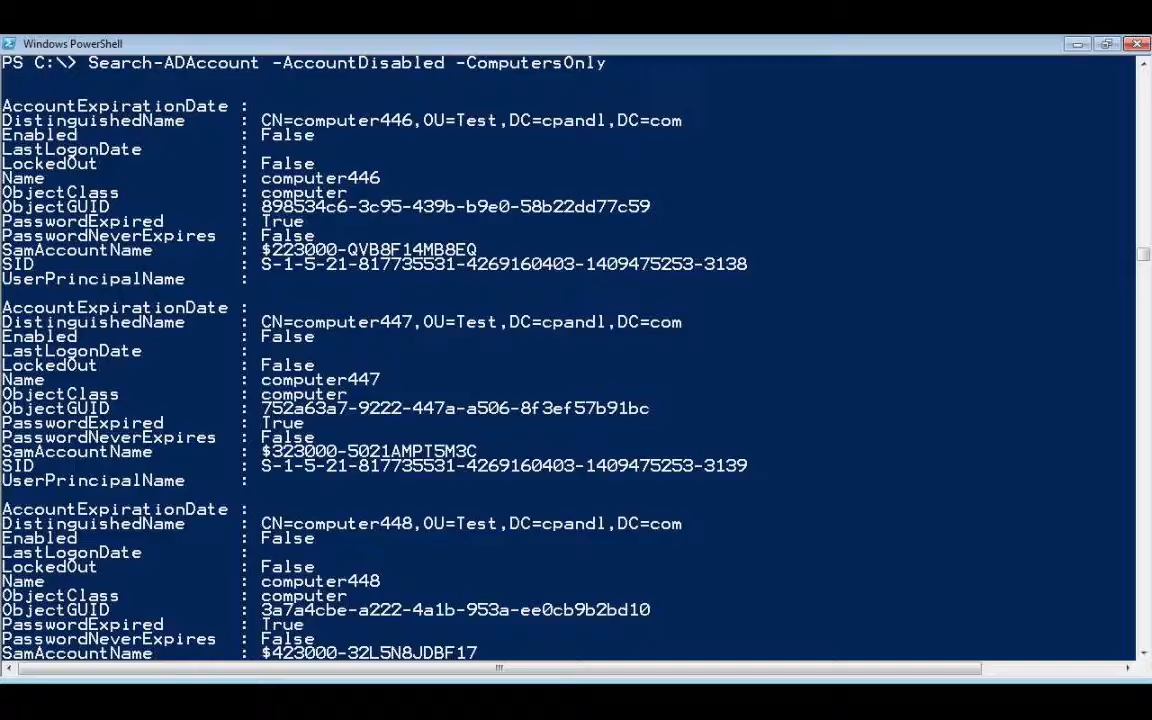 Windows PowerShell
PS C:\> Search-ADAccount -AccountDisabled -ComputersOnly
AccountExpirationDate :
DistinguishedName : CN=computer446,OU=Test,DC=cpandl,DC=com
Enabled : False
LastLogonDate :
LockedOut : False
Name : computer446
ObjectClass : computer
ObjectGUID : 898534c6-3c95-439b-b9e0-58b22dd77c59
PasswordExpired : True
PasswordNeverExpires : False
SamAccountName : $223000-QVB8F14MB8EQ
SID : S-1-5-21-817735531-4269160403-1409475253-3138
UserPrincipalName :
AccountExpirationDate :
DistinguishedName : CN=computer447,OU=Test,DC=cpandl,DC=com
Enabled : False
LastLogonDate :
LockedOut : False
Name : computer447
ObjectClass : computer
ObjectGUID : 752a63a7-9222-447a-a506-8f3ef57b91bc
PasswordExpired : True
PasswordNeverExpires : False
SamAccountName : $323000-5021AMPT5M3C
SID : S-1-5-21-817735531-4269160403-1409475253-3139
UserPrincipalName :
AccountExpirationDate :
DistinguishedName : CN=computer448,OU=Test,DC=cpandl,DC=com
Enabled : False
LastLogonDate :
LockedOut : False
Name : computer448
ObjectClass : computer
ObjectGUID : 3a7a4cbe-a222-4a1b-953a-ee0cb9b2bd10
PasswordExpired : True
PasswordNeverExpires : False
SamAccountName : $423000-32L5N8JDBF17